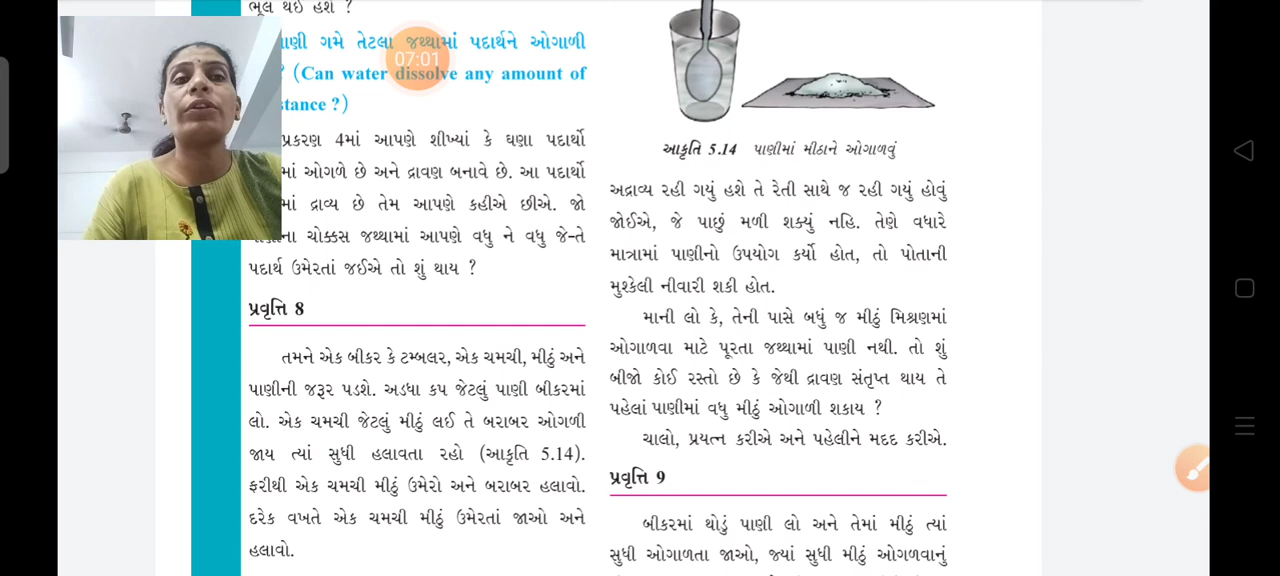 ભૂલ થઈ હશે ?
પાણી ગમે તેટલા જથ્થામાં પદાર્થને ઓગાળી
? (Can water dissolve any amount of
stance ?)
07:01
પ્રકરણ 4માં આપણે શીખ્યાં કે ઘણા પદાર્થો
માં ઓગળે છે અને દ્રાવણ બનાવે છે. આ પદાર્થો
માં દ્રાવ્ય છે તેમ આપણે કહીએ છીએ. જો
ના ચોક્કસ જથ્થામાં આપણે વધુ ને વધુ જે-તે
પદાર્થ ઉમેરતાં જઈએ તો શું થાય ?
પ્રવૃત્તિ 8
તમને એક બીકર કે ટમ્બલર, એક ચમચી, મીઠું અને
પાણીની જરૂર પડશે. અડધા કપ જેટલું પાણી બીકરમાં
લો. એક ચમચી જેટલું મીઠું લઈ તે બરાબર ઓગળી
જાય ત્યાં સુધી હલાવતા રહો (આકૃતિ 5.14).
ફરીથી એક ચમચી મીઠું ઉમેરો અને બરાબર હલાવો.
દરેક વખતે એક ચમચી મીઠું ઉમેરતાં જાઓ અને
હલાવો.
આકૃતિ 5.14 પાણીમાં મીઠાને ઓગાળવું
અદ્રાવ્ય રહી ગયું હશે તે રેતી સાથે જ રહી ગયું હોવું
જોઈએ, જે પાછું મળી શક્યું નહિ. તેણે વધારે
માત્રામાં પાણીનો ઉપયોગ કર્યો હોત, તો પોતાની
મુશ્કેલી નીવારી શકી હોત.
માની લો કે, તેની પાસે બધું જ મીઠું મિશ્રણમાં
ઓગાળવા માટે પૂરતા જથ્થામાં પાણી નથી. તો શું
બીજો કોઈ રસ્તો છે કે જેથી દ્રાવણ સંતૃપ્ત થાય તે
પહેલાં પાણીમાં વધુ મીઠું ઓગાળી શકાય ?
ચાલો, પ્રયત્ન કરીએ અને પહેલીને મદદ કરીએ.
પ્રવૃત્તિ 9
બીકરમાં થોડું પાણી લો અને તેમાં મીઠું ત્યાં
સુધી ઓગાળતા જાઓ, જ્યાં સુધી મીઠું ઓગળવાનું